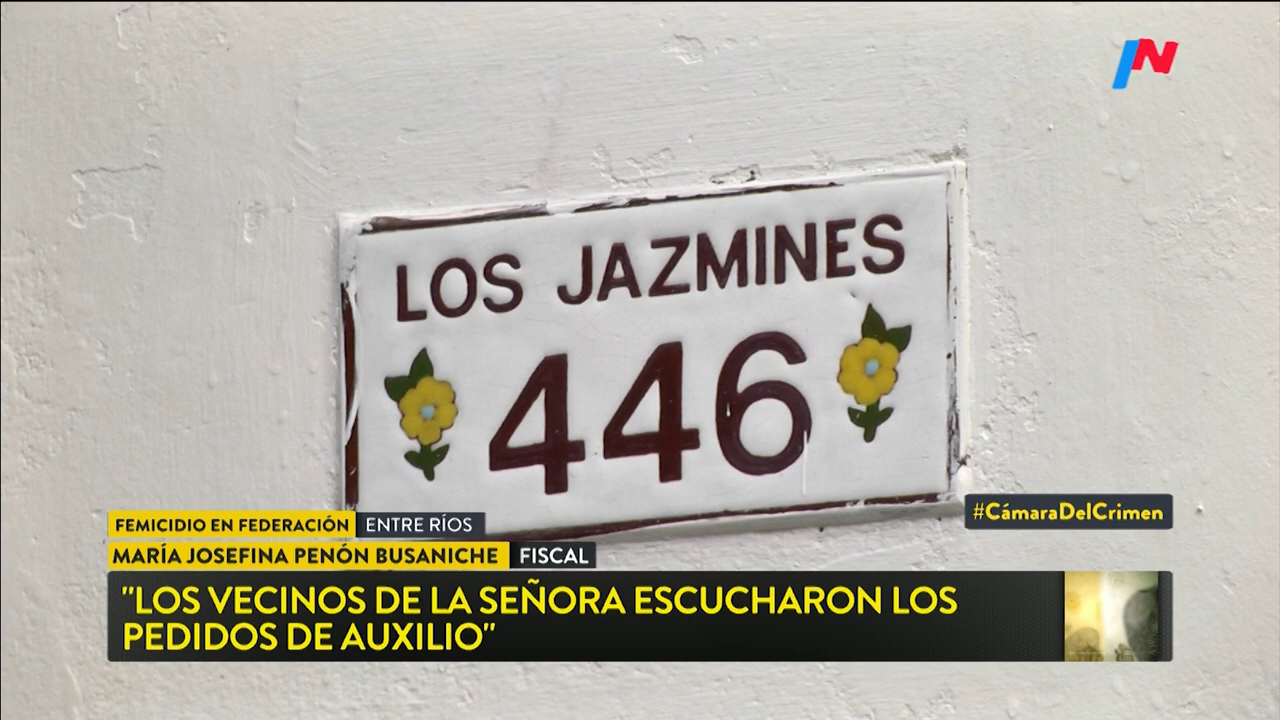 LOS JAZMINES
446
FEMICIDIO EN FEDERACIÓN ENTRE RÍOS
#CámaraDelCrimen
MARÍA JOSEFINA PENÓN BUSANICHE FISCAL
"LOS VECINOS DE LA SEÑORA ESCUCHARON LOS
PEDIDOS DE AUXILIO"